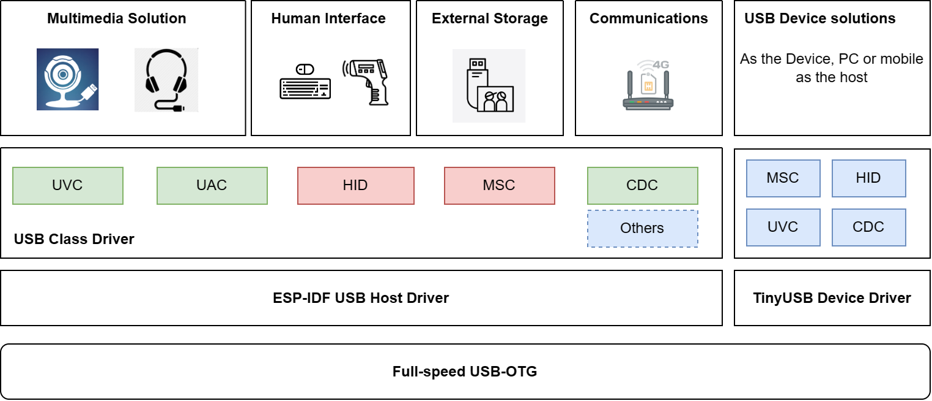 Multimedia Solution
Human Interface
External Storage
Communications
USB Device solutions
4G
As the Device, PC or mobile
as the host
UVC
UAC
HID
MSC
CDC
Others
USB Class Driver
MSC
HID
UVC
CDC
ESP-IDF USB Host Driver
TinyUSB Device Driver
Full-speed USB-OTG